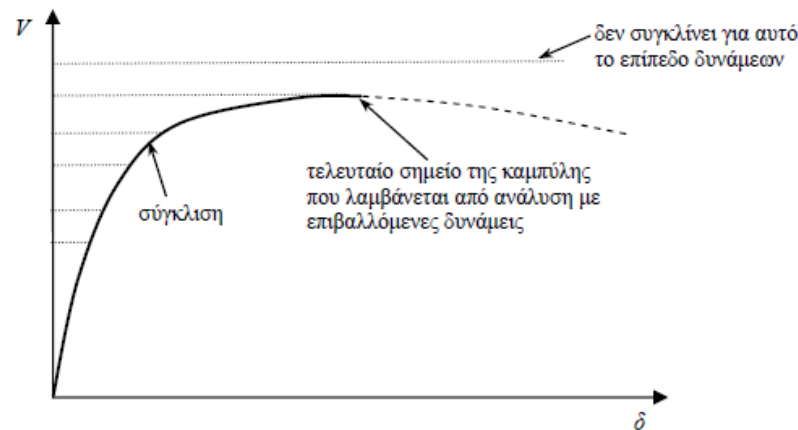 V
δεν συγκλίνει για αυτό
το επίπεδο δυνάμεων
τελευταίο σημείο της καμπύλης
που λαμβάνεται από ανάλυση με
επιβαλλόμενες δυνάμεις
σύγκλιση
δ